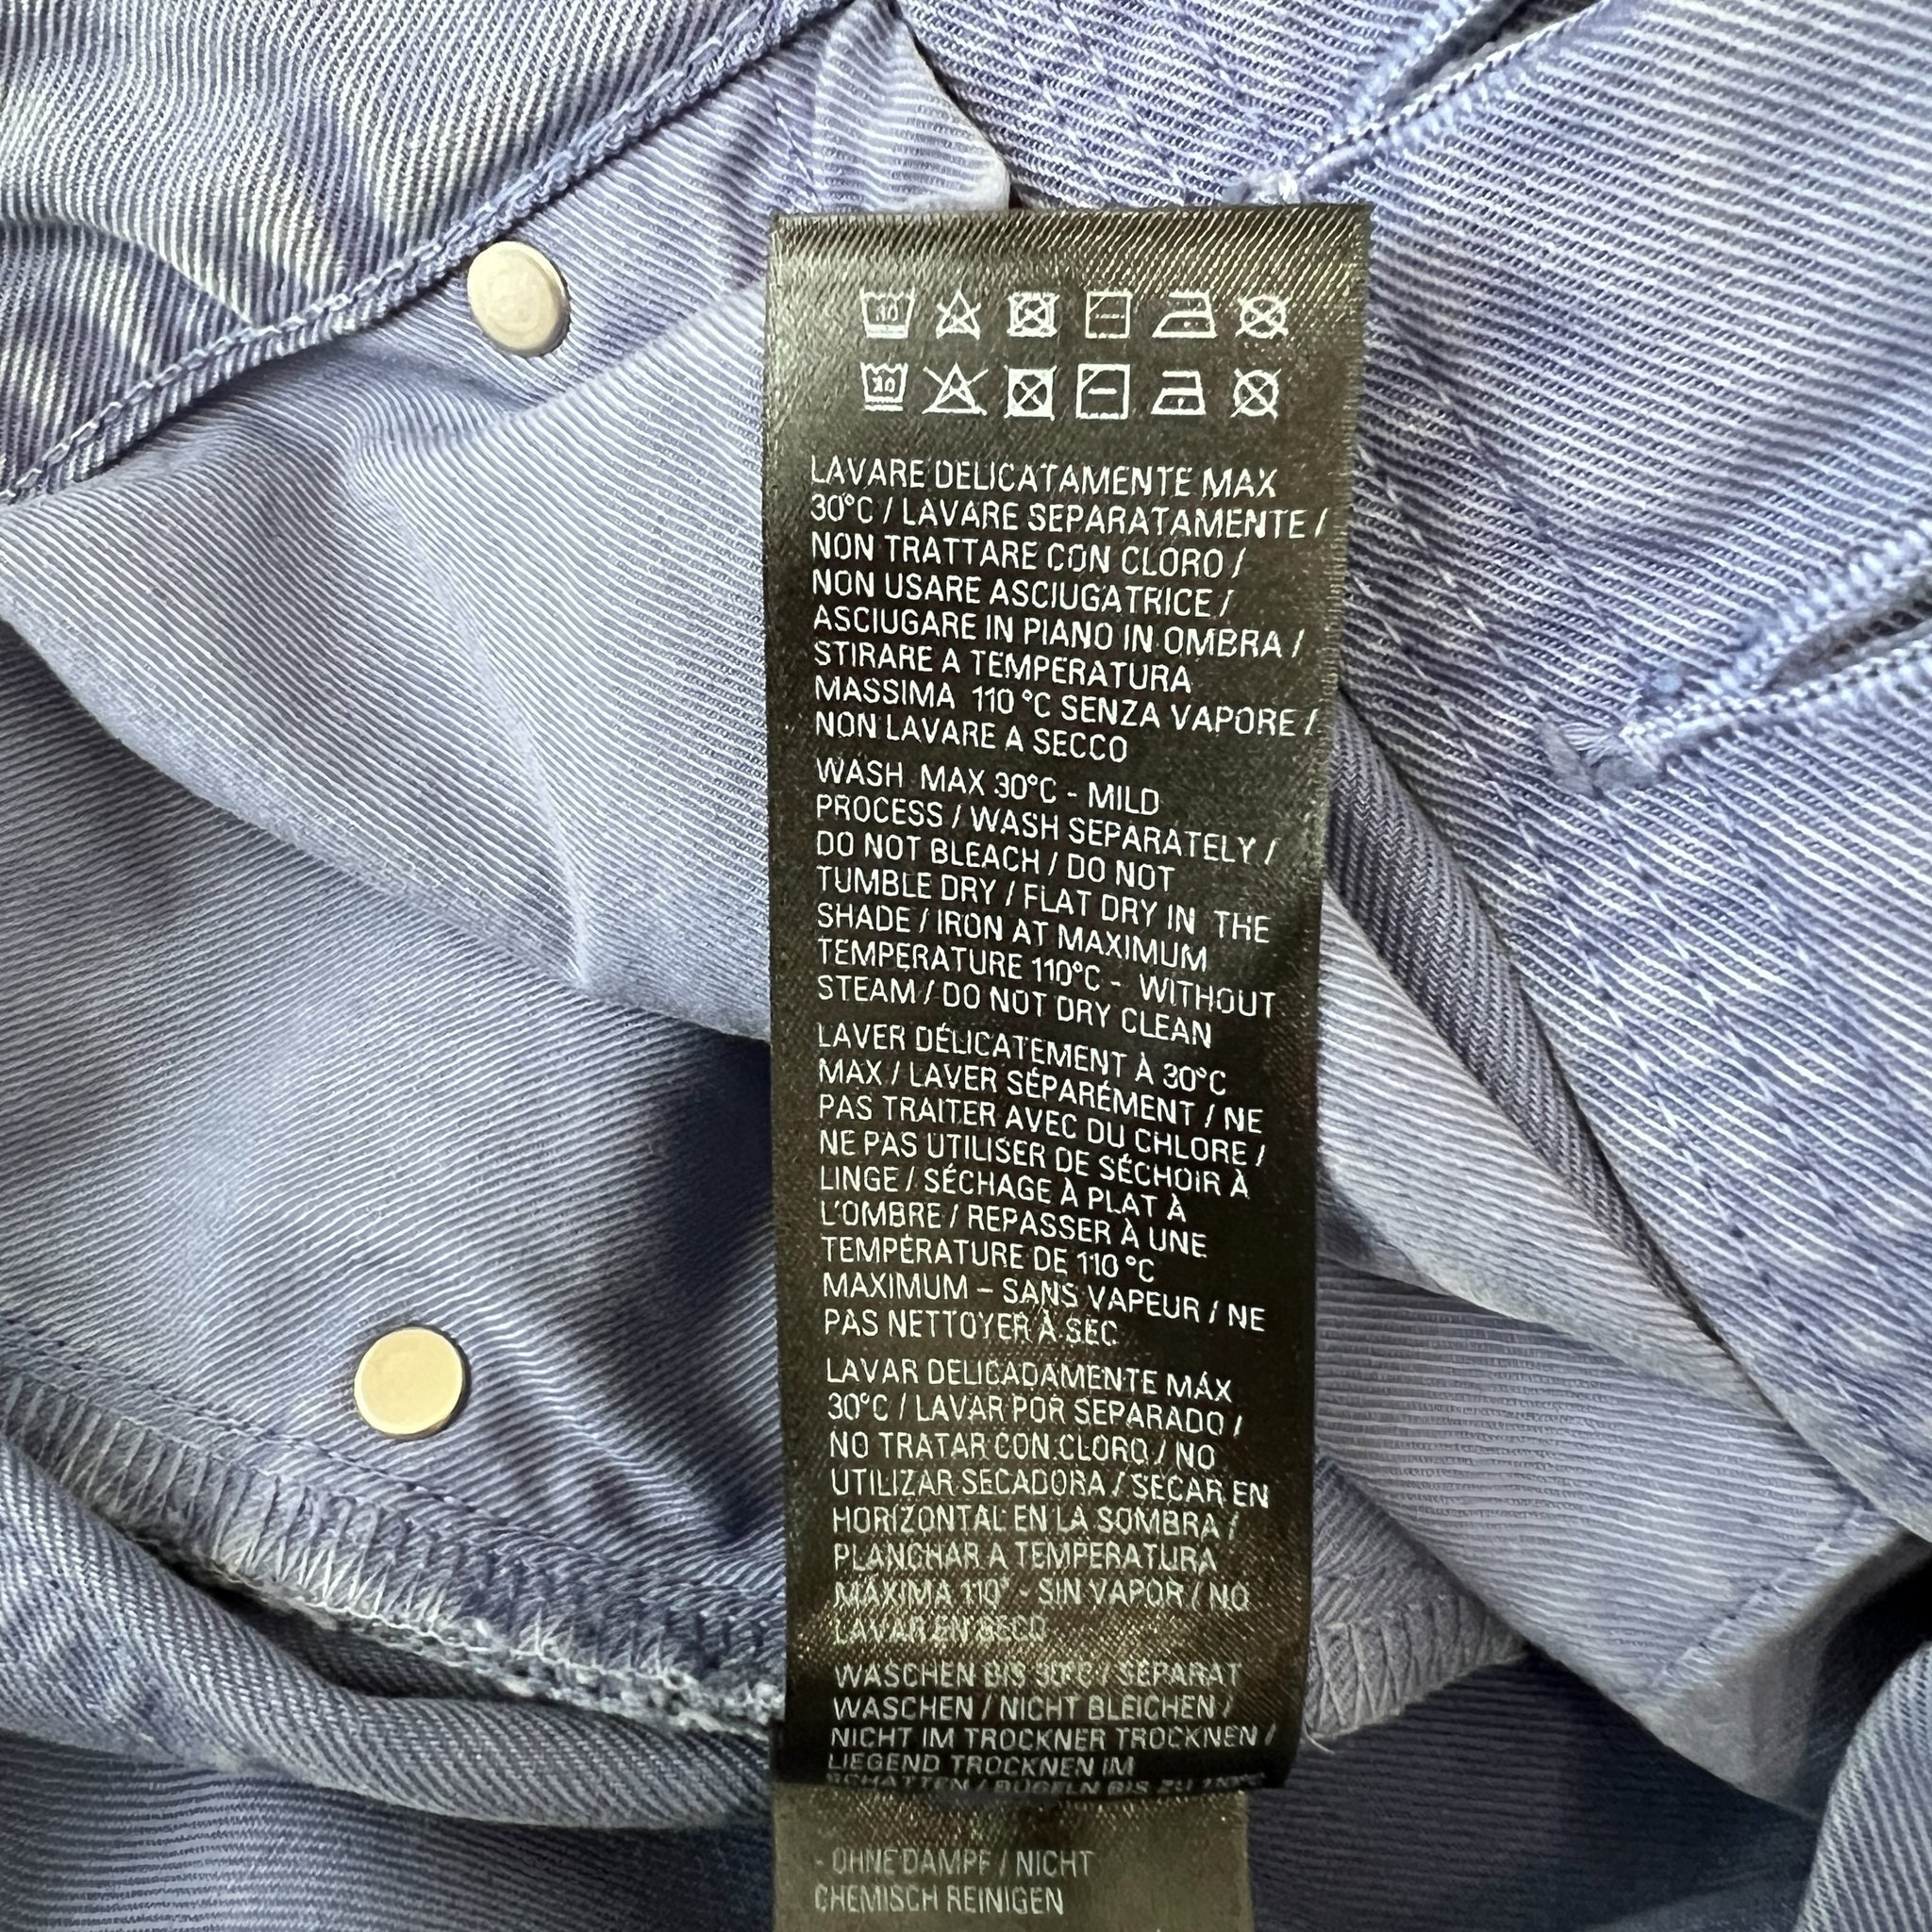 30
30
LAVARE DELICATAMENTE MAX
30°C / LAVARE SEPARATAMENTE /
NON TRATTARE CON CLORO /
NON USARE ASCIUGATRICE /
ASCIUGARE IN PIANO IN OMBRA /
STIRARE A TEMPERATURA
MASSIMA 110 °C SENZA VAPORE /
NON LAVARE A SECCO
WASH MAX 30°C - MILD
PROCESS / WASH SEPARATELY /
DO NOT BLEACH / DO NOT
TUMBLE DRY / FLAT DRY IN THE
SHADE / IRON AT MAXIMUM
TEMPERATURE 110°C - WITHOUT
STEAM / DO NOT DRY CLEAN
LAVER DÉLICATEMENT À 30°C
MAX / LAVER SÉPARÉMENT / NE
PAS TRAITER AVEC DU CHLORE /
NE PAS UTILISER DE SÉCHOIR À
LINGE / SÉCHAGE À PLAT À
L'OMBRE / REPASSER À UNE
TEMPÉRATURE DE 110 °C
MAXIMUM – SANS VAPEUR / NE
PAS NETTOYER À SEC
LAVAR DELICADAMENTE MÁX
30°C / LAVAR POR SEPARADO /
NO TRATAR CON CLORO / NO
UTILIZAR SECADORA / SECAR EN
HORIZONTAL EN LA SOMBRA /
PLANCHAR A TEMPERATURA
MÁXIMA 110° - SIN VAPOR / NO
LAVAR EN SECO
WASCHEN BIS 30°C / SEPARAT
WASCHEN / NICHT BLEICHEN /
NICHT IM TROCKNER TROCKNEN /
LIEGEND TROCKNEN IM
SCHATTEN / BÜGELN BIS ZU 110°C
- OHNE DAMPF / NICHT
CHEMISCH REINIGEN